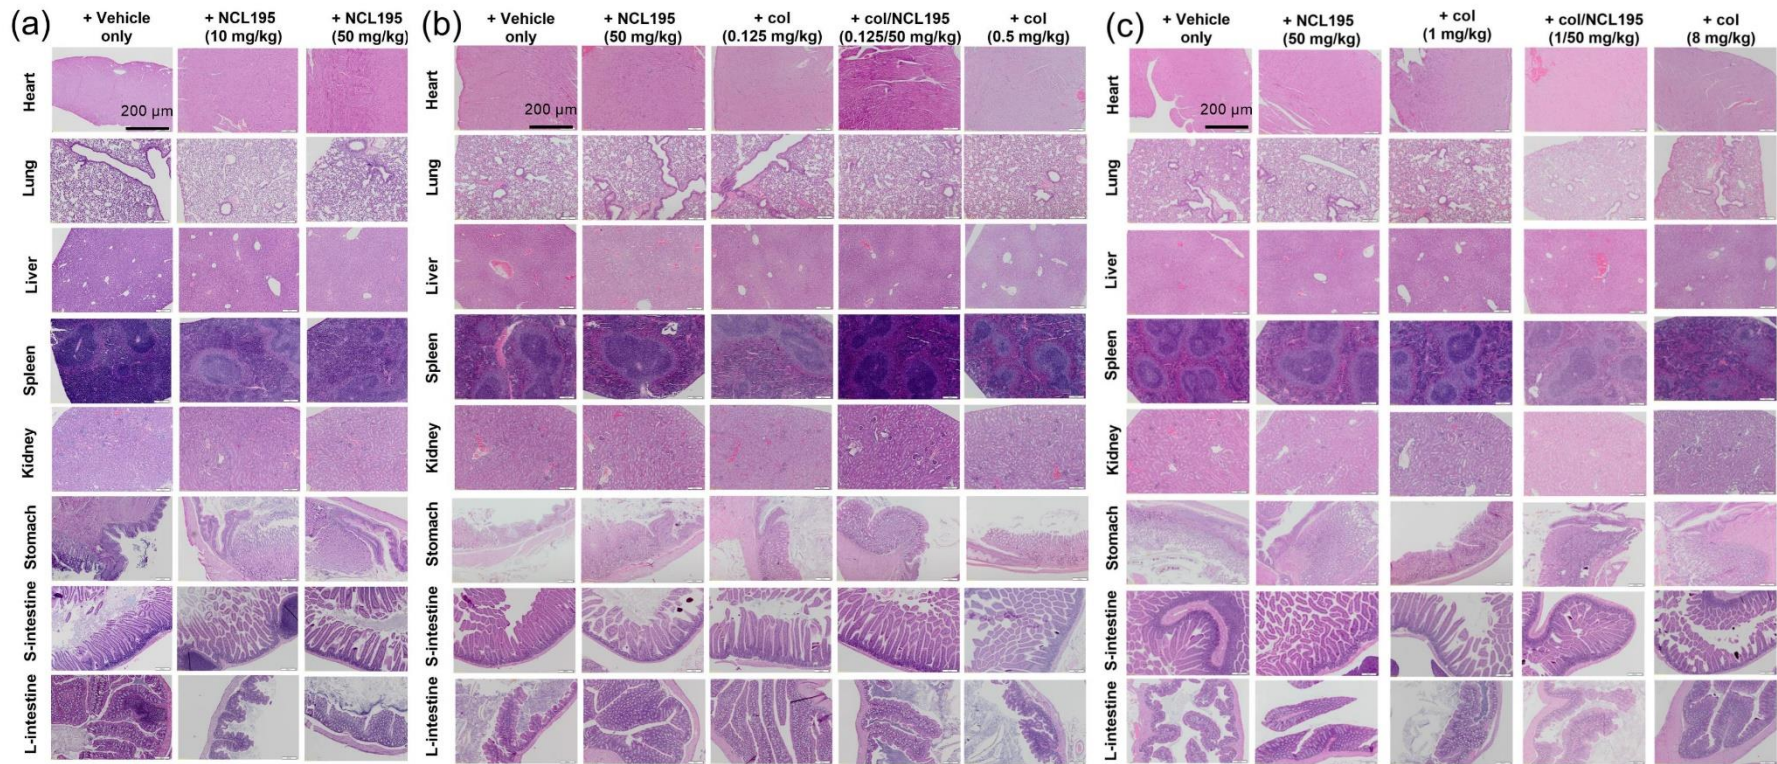 (a)
+ Vehicle only
+ NCL195 (10 mg/kg)
+ NCL195 (50 mg/kg)
Heart
200 µm
Lung
Liver
Spleen
Kidney
Stomach
S-intestine
L-intestine
(b)
+ Vehicle only
+ NCL195 (50 mg/kg)
+ col (0.125 mg/kg)
+ col/NCL195 (0.125/50 mg/kg)
+ col (0.5 mg/kg)
Heart
200 µm
Lung
Liver
Spleen
Kidney
Stomach
S-intestine
L-intestine
(c)
+ Vehicle only
+ NCL195 50 mg/kg)
+ col (1 mg/kg)
+ col/NCL195 (1/50 mg/kg)
+ col (8 mg/kg)
Heart
200 µm
Lung
Liver
Spleen
Kidney
Stomach
S-intestine
L-intestine